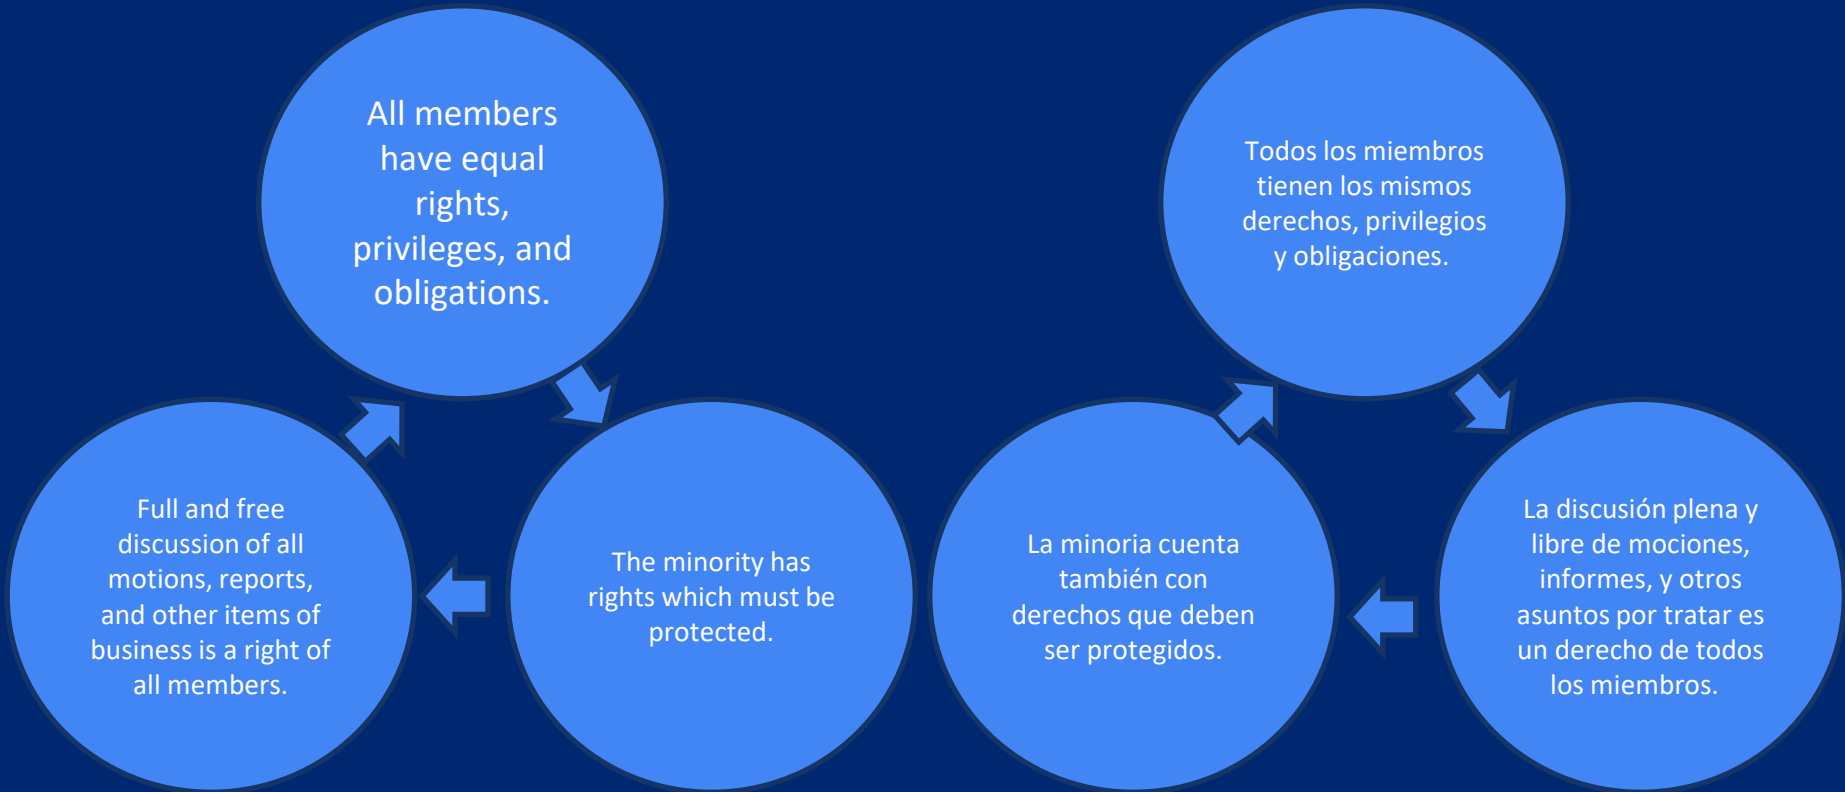 All members
have equal
rights,
privileges, and
obligations.
Full and free
discussion of all
motions, reports,
and other items of
business is a right of
all members.
The minority has
rights which must be
protected.
Todos los miembros
tienen los mismos
derechos, privilegios
y obligaciones.
La minoria cuenta
también con
derechos que deben
ser protegidos.
La discusión plena y
libre de mociones,
informes, y otros
asuntos por tratar es
un derecho de todos
los miembros.